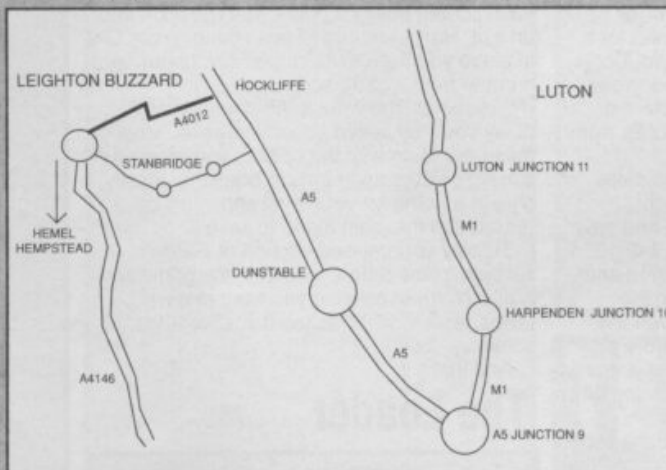 LEIGHTON BUZZARD
HOCKLIFFE
LUTON
A4012
STANBRIDGE
LUTON JUNCTION 11
A5
M1
HEMEL
HEMPSTEAD
DUNSTABLE
HARPENDEN JUNCTION 10
A5
M1
A4146
A5 JUNCTION 9